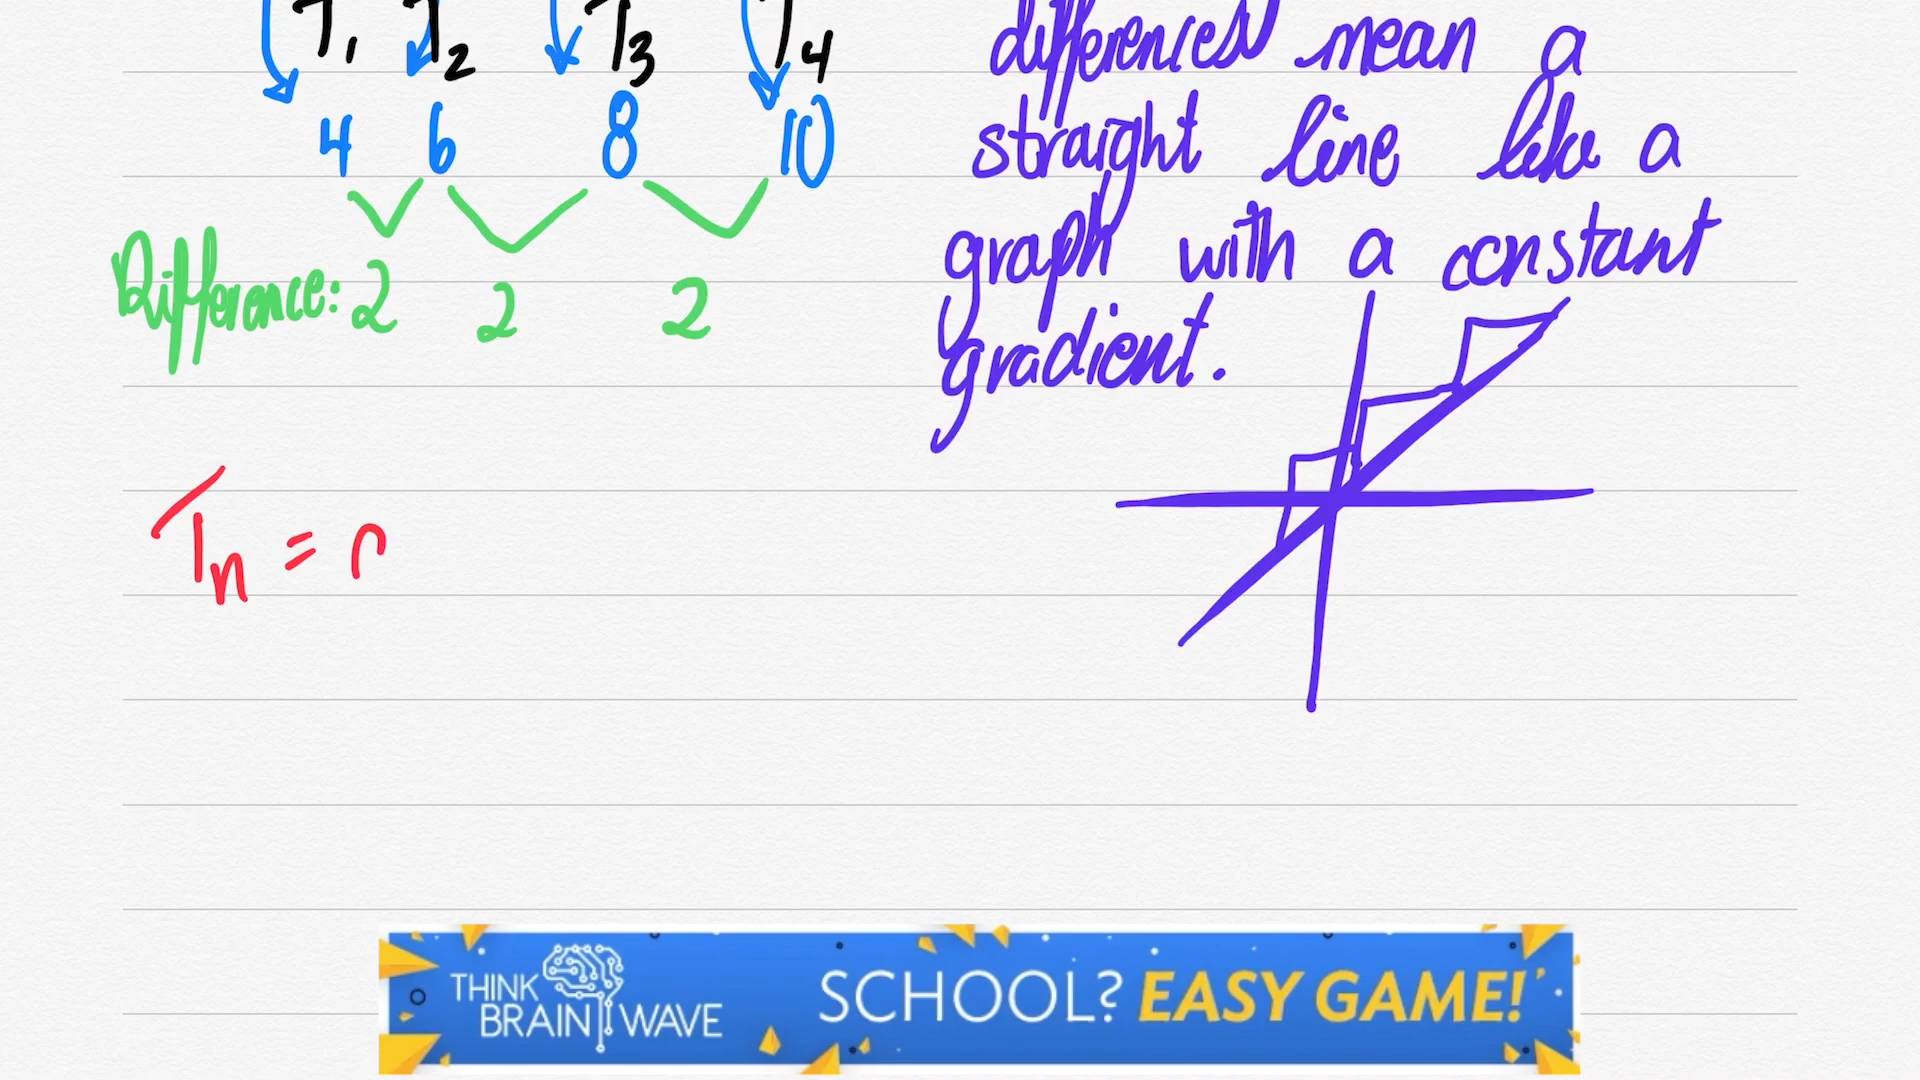 T1 T2 T3 T4
4 6 8 10
Difference: 2 2 2
Tn = n
differences mean a
straight line like a
graph with a constant
gradient.
THINK
BRAIN WAVE
SCHOOL? EASY GAME!